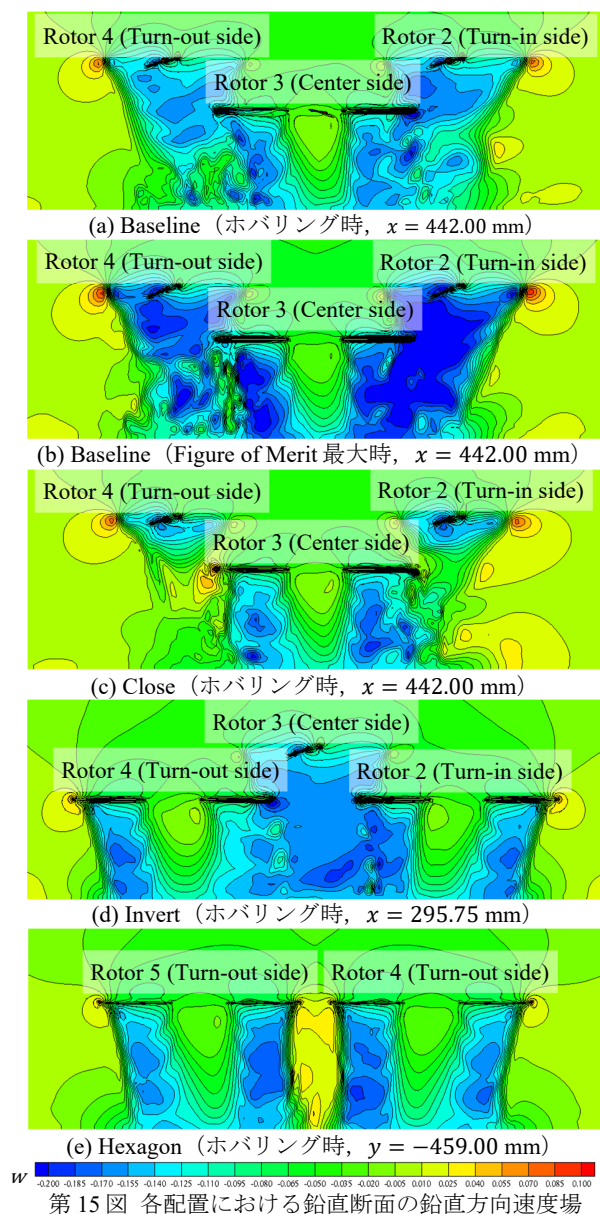 Rotor 4 (Turn-out side) Rotor 2 (Turn-in side)
Rotor 3 (Center side)
(a) Baseline（ホバリング時，x = 442.00 mm）
Rotor 4 (Turn-out side) Rotor 2 (Turn-in side)
Rotor 3 (Center side)
(b) Baseline（Figure of Merit 最大時，x = 442.00 mm）
Rotor 4 (Turn-out side) Rotor 2 (Turn-in side)
Rotor 3 (Center side)
(c) Close（ホバリング時，x = 442.00 mm）
Rotor 3 (Center side)
Rotor 4 (Turn-out side) Rotor 2 (Turn-in side)
(d) Invert（ホバリング時，x = 295.75 mm）
Rotor 5 (Turn-out side) Rotor 4 (Turn-out side)
(e) Hexagon（ホバリング時，y = −459.00 mm）
w
-0.200 -0.185 -0.170 -0.155 -0.140 -0.125 -0.110 -0.095 -0.080 -0.065 -0.050 -0.035 -0.020 -0.005 0.010 0.025 0.040 0.055 0.070 0.085 0.100
第 15 図 各配置における鉛直断面の鉛直方向速度場